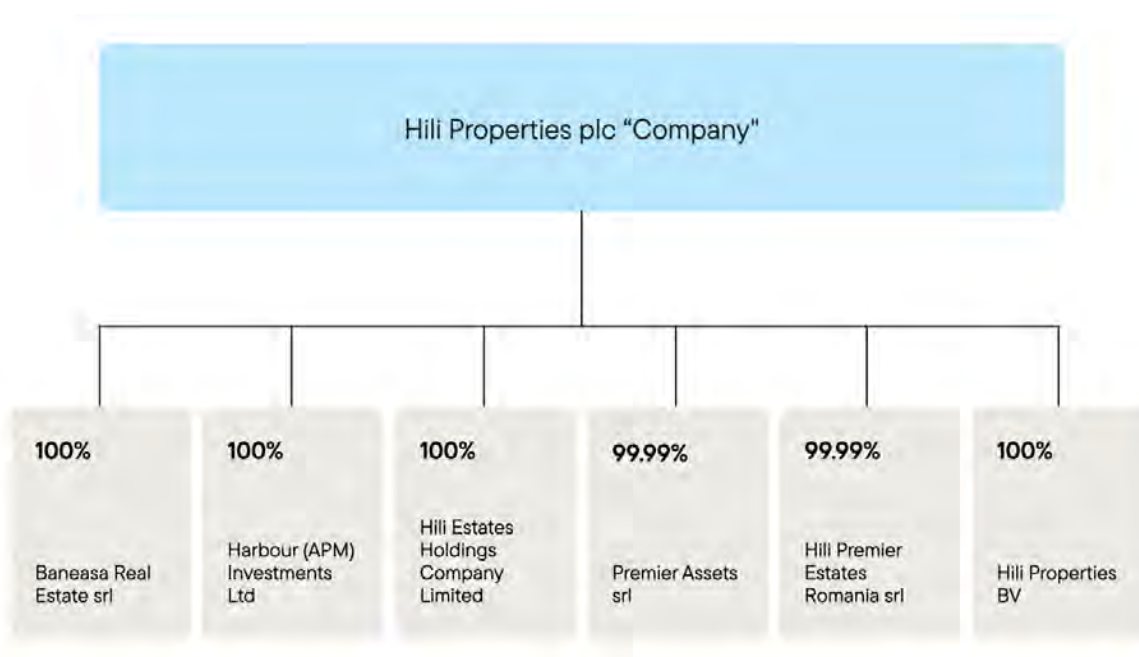 Hili Properties plc “Company"
100%
Baneasa Real
Estate srl
100%
Harbour (APM)
Investments
Ltd
100%
Hili Estates
Holdings
Company
Limited
99.99%
Premier Assets
srl
99.99%
Hili Premier
Estates
Romania srl
100%
Hili Properties
BV